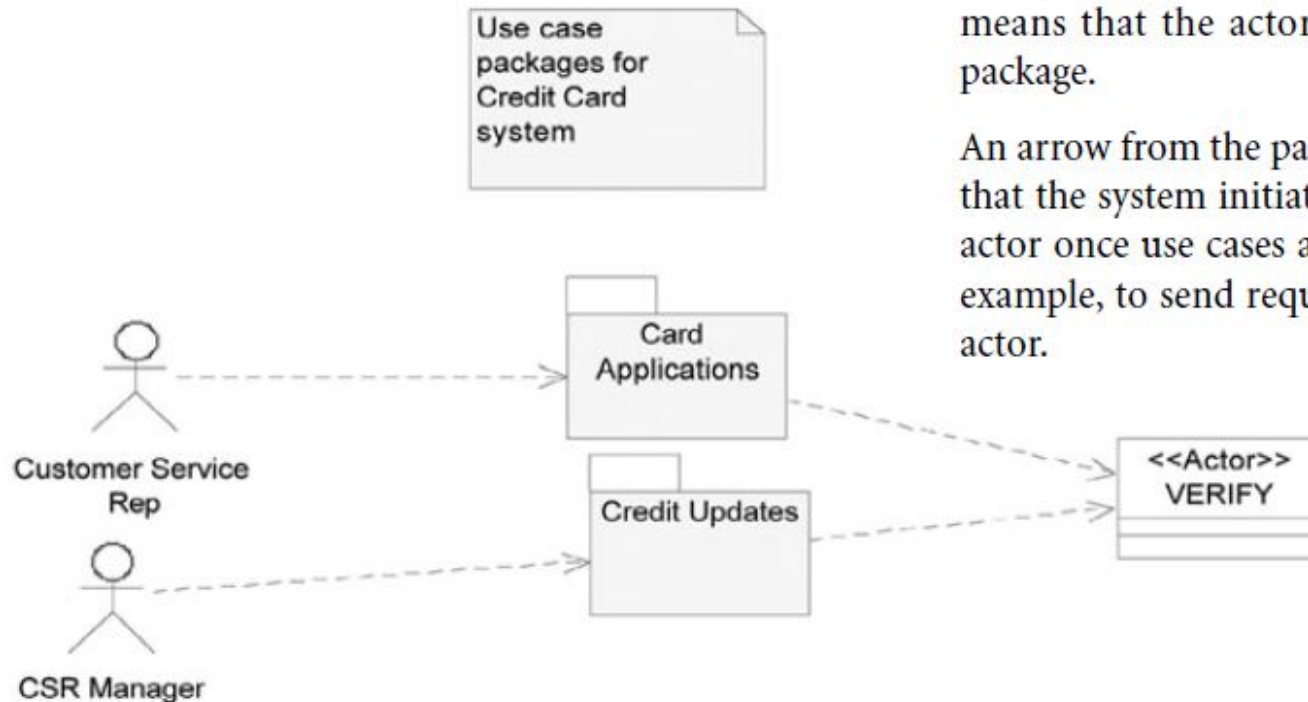 Use case
packages for
Credit Card
system
means that the actor
package.
An arrow from the pa
that the system initiat
actor once use cases a
example, to send requ
actor.
Card
Applications
Customer Service
Rep
Credit Updates
<<Actor>>
VERIFY
CSR Manager